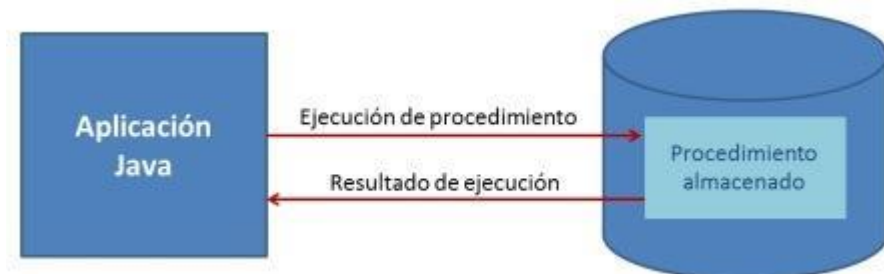 Aplicación
Java
Ejecución de procedimiento
Resultado de ejecución
Procedimiento
almacenado